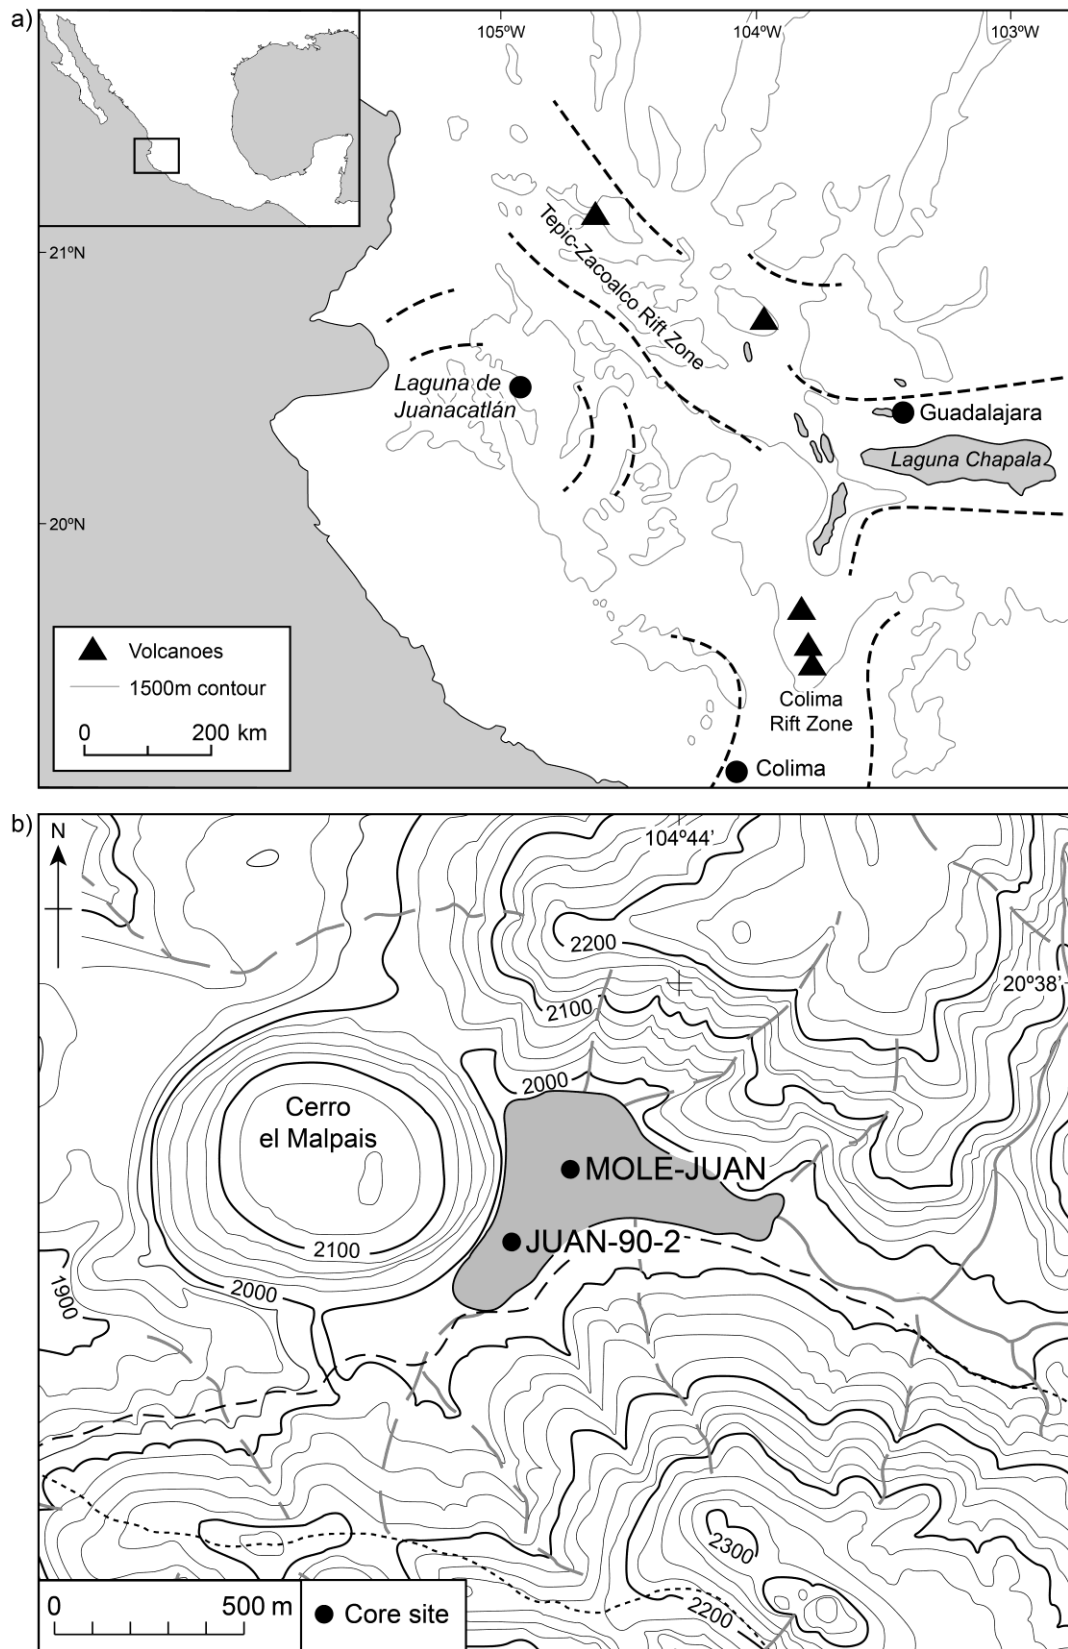 a)
105ºW
104ºW
103ºW
21ºN
Tepic-Zacoalco Rift Zone
Laguna de
Juanacatlán
Guadalajara
Laguna Chapala
20ºN
Volcanoes
1500m contour
0 200 km
Colima
Rift Zone
Colima
b)
N
104º44'
2200
20º38'
2100
2000
Cerro
el Malpais
MOLE-JUAN
JUAN-90-2
2100
2000
1900
2300
2200
0 500 m
Core site